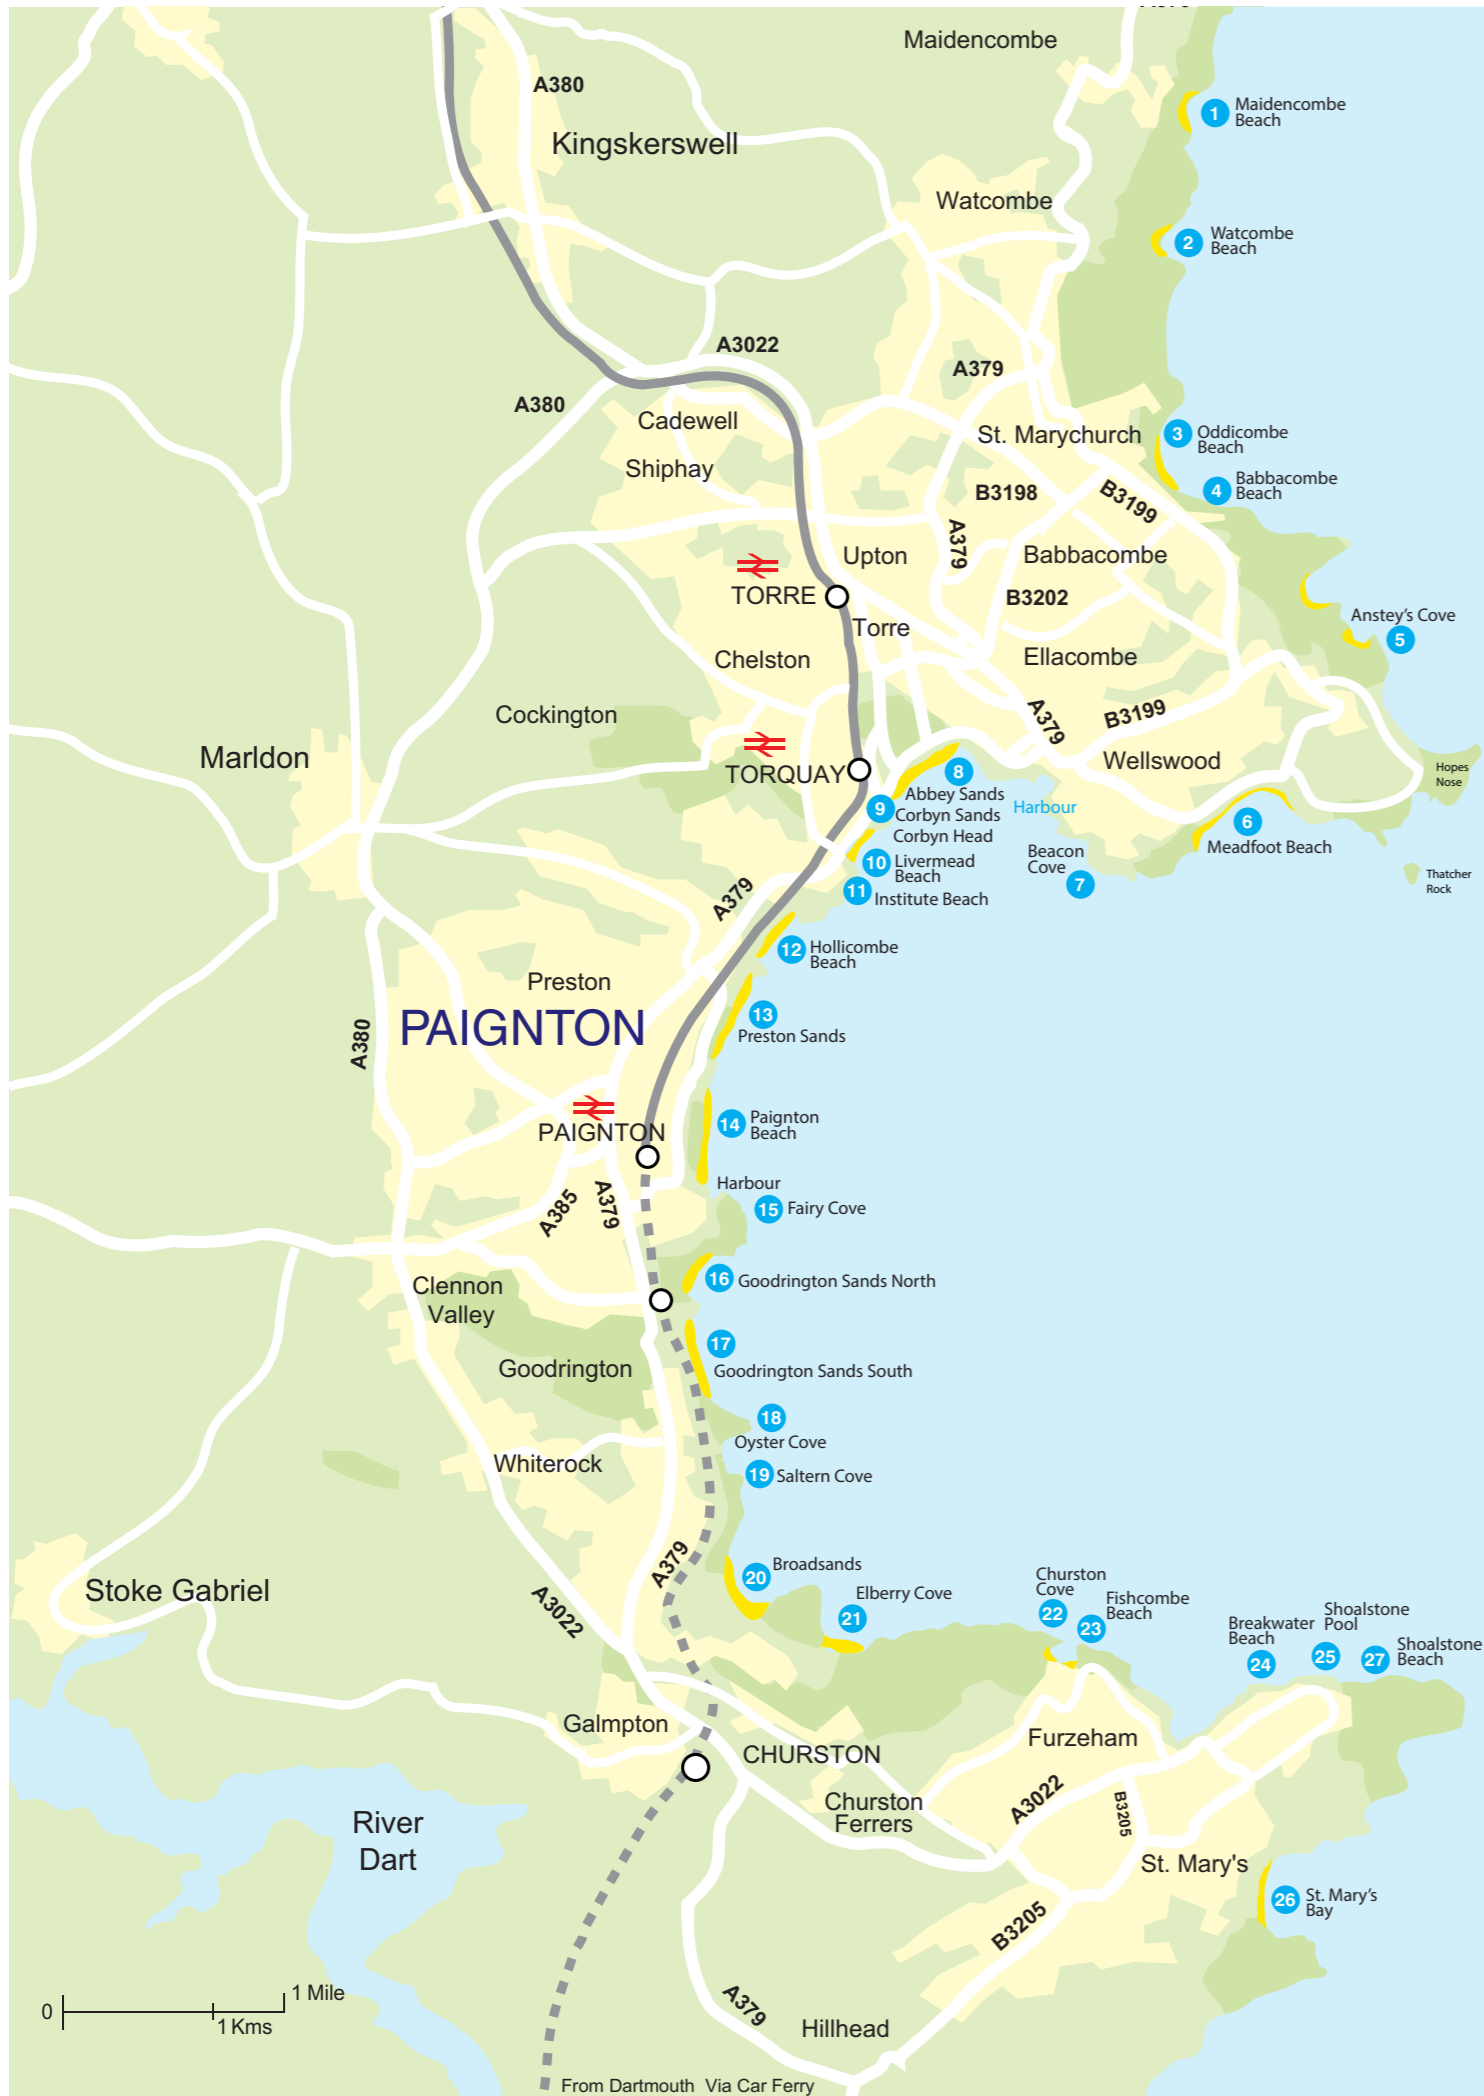 Maidencombe
A380
1
Maidencombe
Beach
Kingskerswell
Watcombe
2
Watcombe
Beach
A3022
A379
A380
Cadewell
St. Marychurch
3
Oddicombe
Beach
Shiphay
B3198
B3199
4
Babbacombe
Beach
A379
Upton
Babbacombe
TORRE
B3202
Anstey's Cove
5
Torre
Chelston
Ellacombe
Cockington
A379
B3199
Marldon
TORQUAY
Wellswood
8
Abbey Sands
Hopes
Nose
9
Corbyn Sands
Corbyn Head
Harbour
6
Meadfoot Beach
10
Livermead
Beach
Beacon
Cove
7
Thatcher
Rock
11
Institute Beach
A379
12
Hollicombe
Beach
Preston
PAIGNTON
13
Preston Sands
A380
14
Paignton
Beach
PAIGNTON
Harbour
A385
A379
15
Fairy Cove
16
Goodrington Sands North
Clennon
Valley
17
Goodrington Sands South
Goodrington
18
Oyster Cove
Whiterock
19
Saltern Cove
A379
20
Broadsands
Stoke Gabriel
A3022
21
Elberry Cove
Churston
Cove
22
Fishcombe
Beach
23
Breakwater
Beach
24
Shoalstone
Pool
25
27
Shoalstone
Beach
Galmpton
CHURSTON
Furzeham
Churston
Ferrers
A3022
B3205
River
Dart
St. Mary's
26
St. Mary's
Bay
B3205
0
1 Mile
1 Kms
A379
Hillhead
From Dartmouth Via Car Ferry